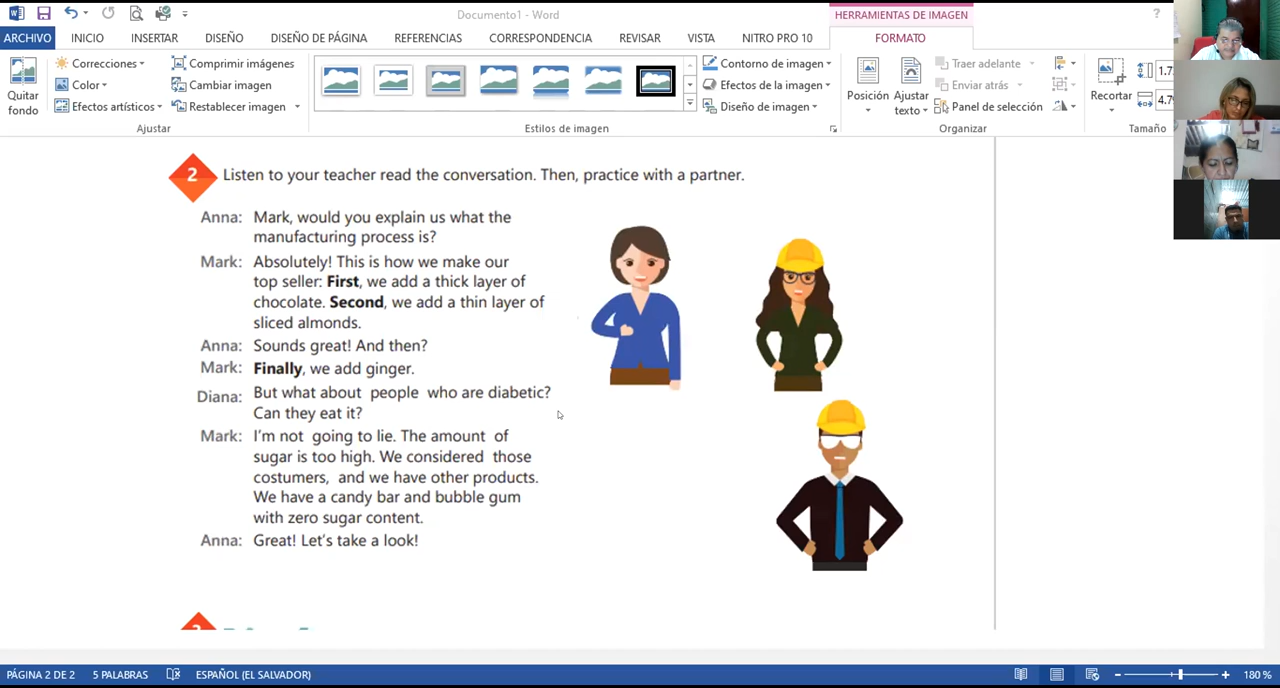 Documento1 - Word
HERRAMIENTAS DE IMAGEN
?
ARCHIVO INICIO INSERTAR DISEÑO DISEÑO DE PÁGINA REFERENCIAS CORRESPONDENCIA REVISAR VISTA NITRO PRO 10 FORMATO
Quitar fondo
Correcciones
Color
Efectos artísticos
Comprimir imágenes
Cambiar imagen
Restablecer imagen
Ajustar
Estilos de imagen
Contorno de imagen
Efectos de la imagen
Diseño de imagen
Posición
Ajustar texto
Traer adelante
Enviar atrás
Panel de selección
Organizar
Recortar
Tamaño
2 Listen to your teacher read the conversation. Then, practice with a partner.
Anna: Mark, would you explain us what the
manufacturing process is?
Mark: Absolutely! This is how we make our
top seller: First, we add a thick layer of
chocolate. Second, we add a thin layer of
sliced almonds.
Anna: Sounds great! And then?
Mark: Finally, we add ginger.
Diana: But what about people who are diabetic?
Can they eat it?
Mark: I'm not going to lie. The amount of
sugar is too high. We considered those
costumers, and we have other products.
We have a candy bar and bubble gum
with zero sugar content.
Anna: Great! Let's take a look!
PÁGINA 2 DE 2 5 PALABRAS ESPAÑOL (EL SALVADOR) 180 %